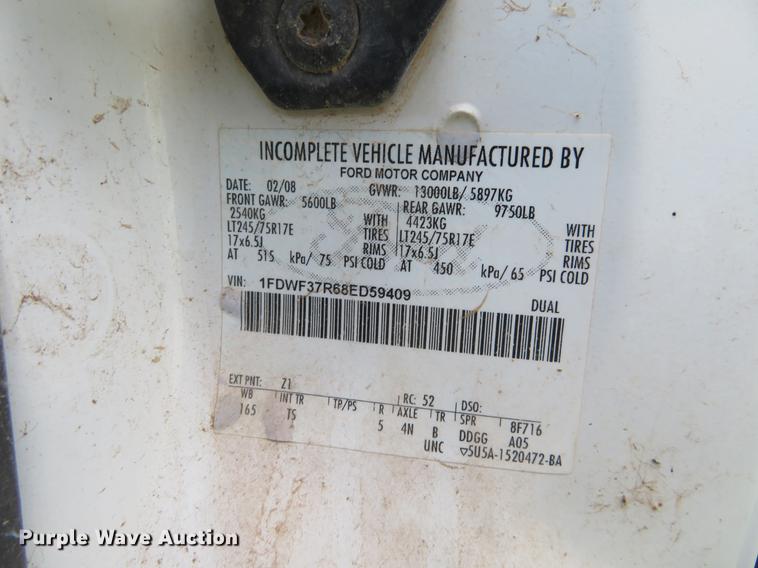 INCOMPLETE VEHICLE MANUFACTURED BY
FORD MOTOR COMPANY
DATE: 02/08 GVWR: 13000LB/ 5897KG
FRONT GAWR: 5600LB REAR GAWR: 9750LB
2540KG WITH 4423KG WITH
LT245/75R17E TIRES LT245/75R17E TIRES
17x6.5J RIMS 17x6.5J RIMS
AT 515 kPa/ 75 PSI COLD AT 450 kPa/ 65 PSI COLD
VIN: 1FDWF37R68ED59409 DUAL
EXT PNT: Z1 RC: 52 DSO:
WB INT TR TP/PS R AXLE TR SPR 8F716
165 TS 5 4N B DDGG A05
UNC ▽5U5A-1520472-BA
Purple Wave Auction